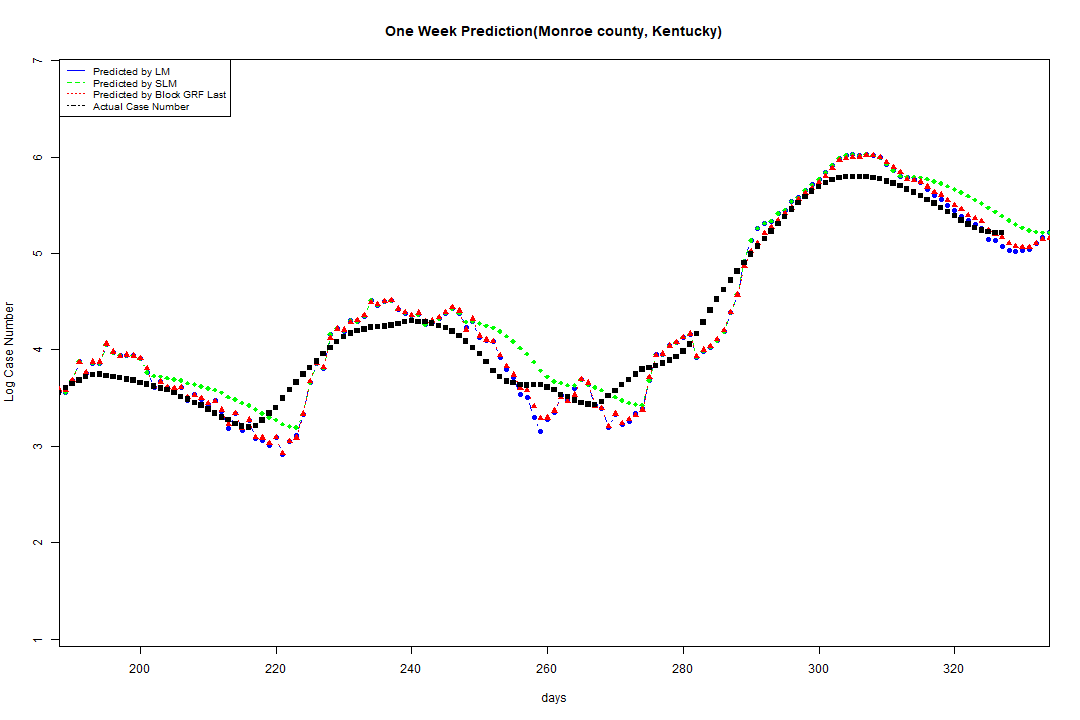 One Week Prediction(Monroe county, Kentucky)
Predicted by LM
Predicted by SLM
Predicted by Block GRF Last
Actual Case Number
Log Case Number
7
6
5
4
3
2
1
200 220 240 260 280 300 320
days